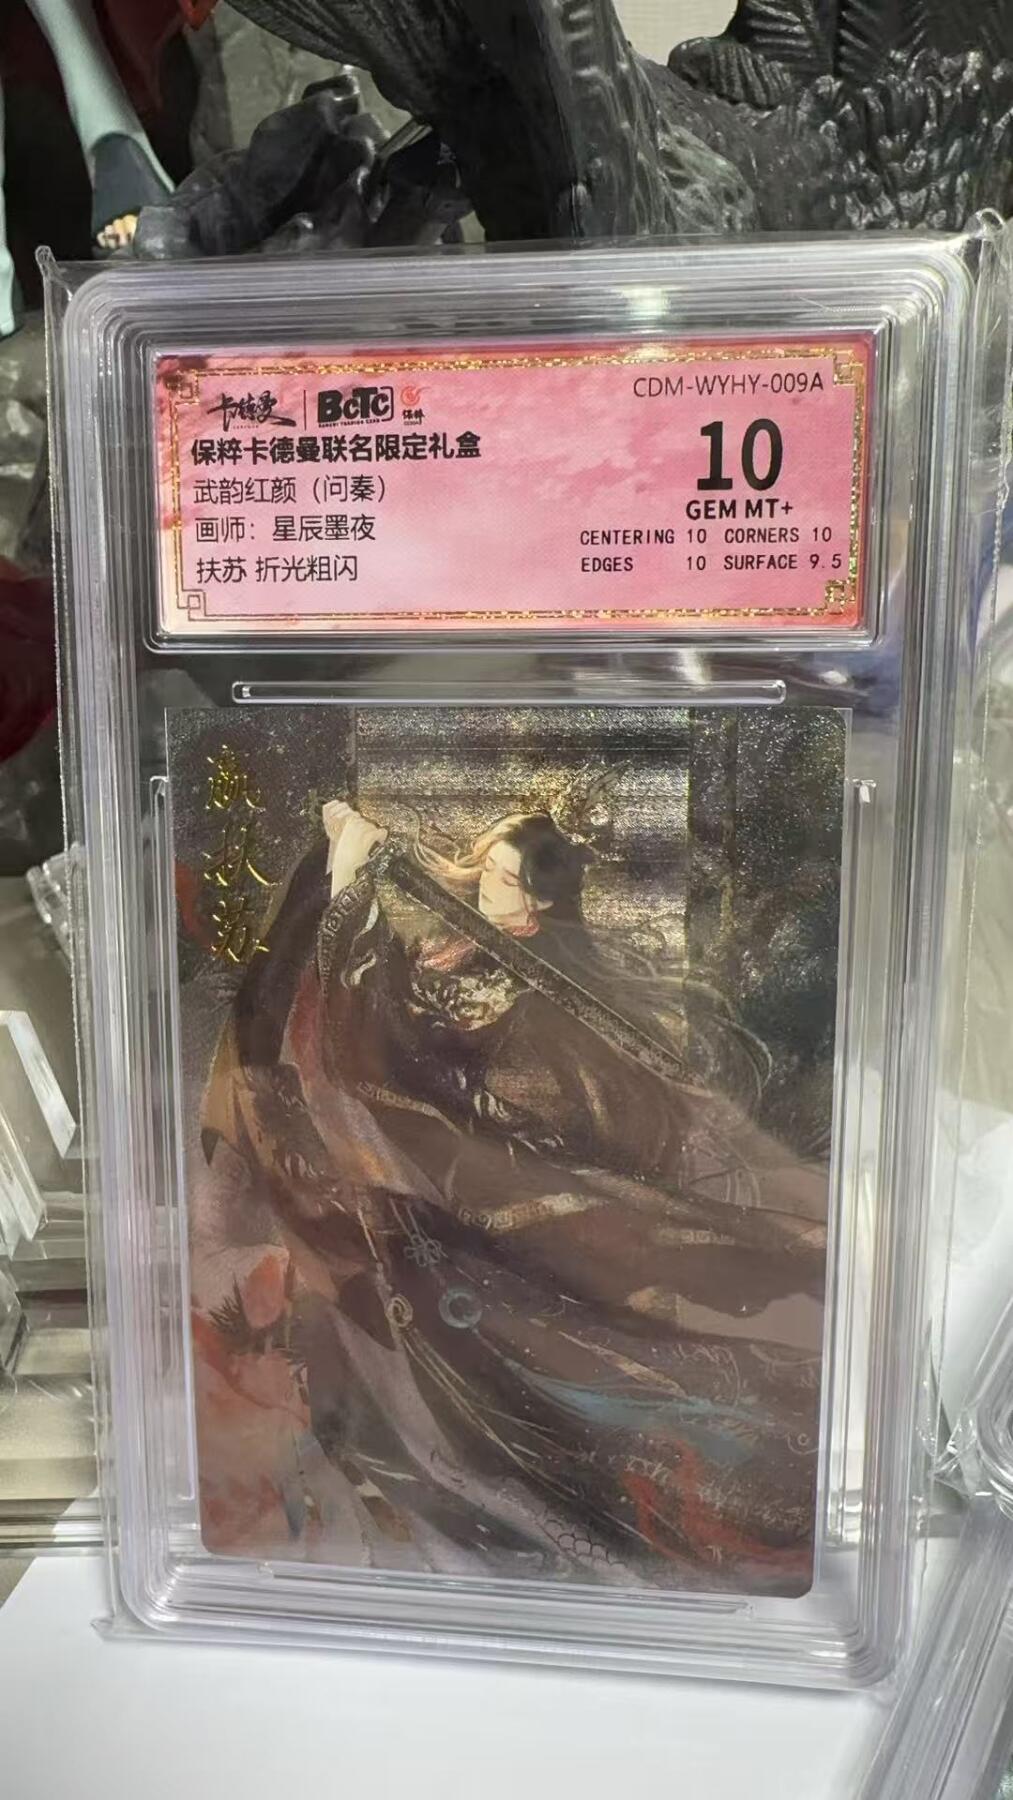 卡德曼 BCTC 保粹
CDM-WYHY-009A
保粹卡德曼联名限定礼盒
武韵红颜（问秦）
画师：星辰墨夜
扶苏 折光粗闪
10
GEM MT+
CENTERING 10 CORNERS 10
EDGES 10 SURFACE 9.5
嬴扶苏